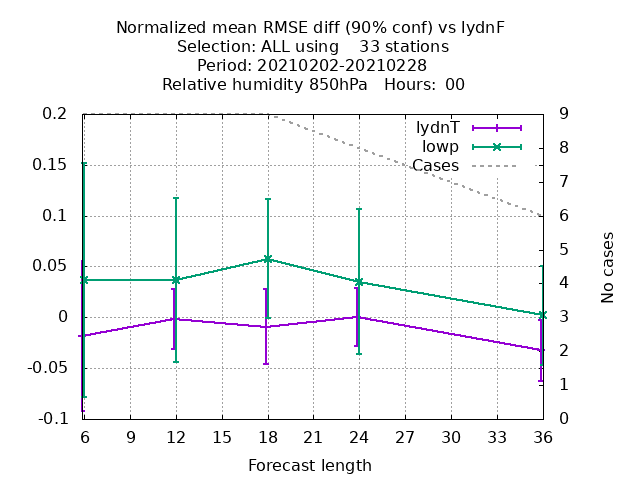 Normalized mean RMSE diff (90% conf) vs lydnF
Selection: ALL using    33 stations
Period: 20210202-20210228
Relative humidity 850hPa   Hours:  00
lydnT
lowp
Cases
0.2
0.15
0.1
0.05
0
-0.05
-0.1
9
8
7
6
5
4
3
2
1
0
No cases
6 9 12 15 18 21 24 27 30 33 36
Forecast length